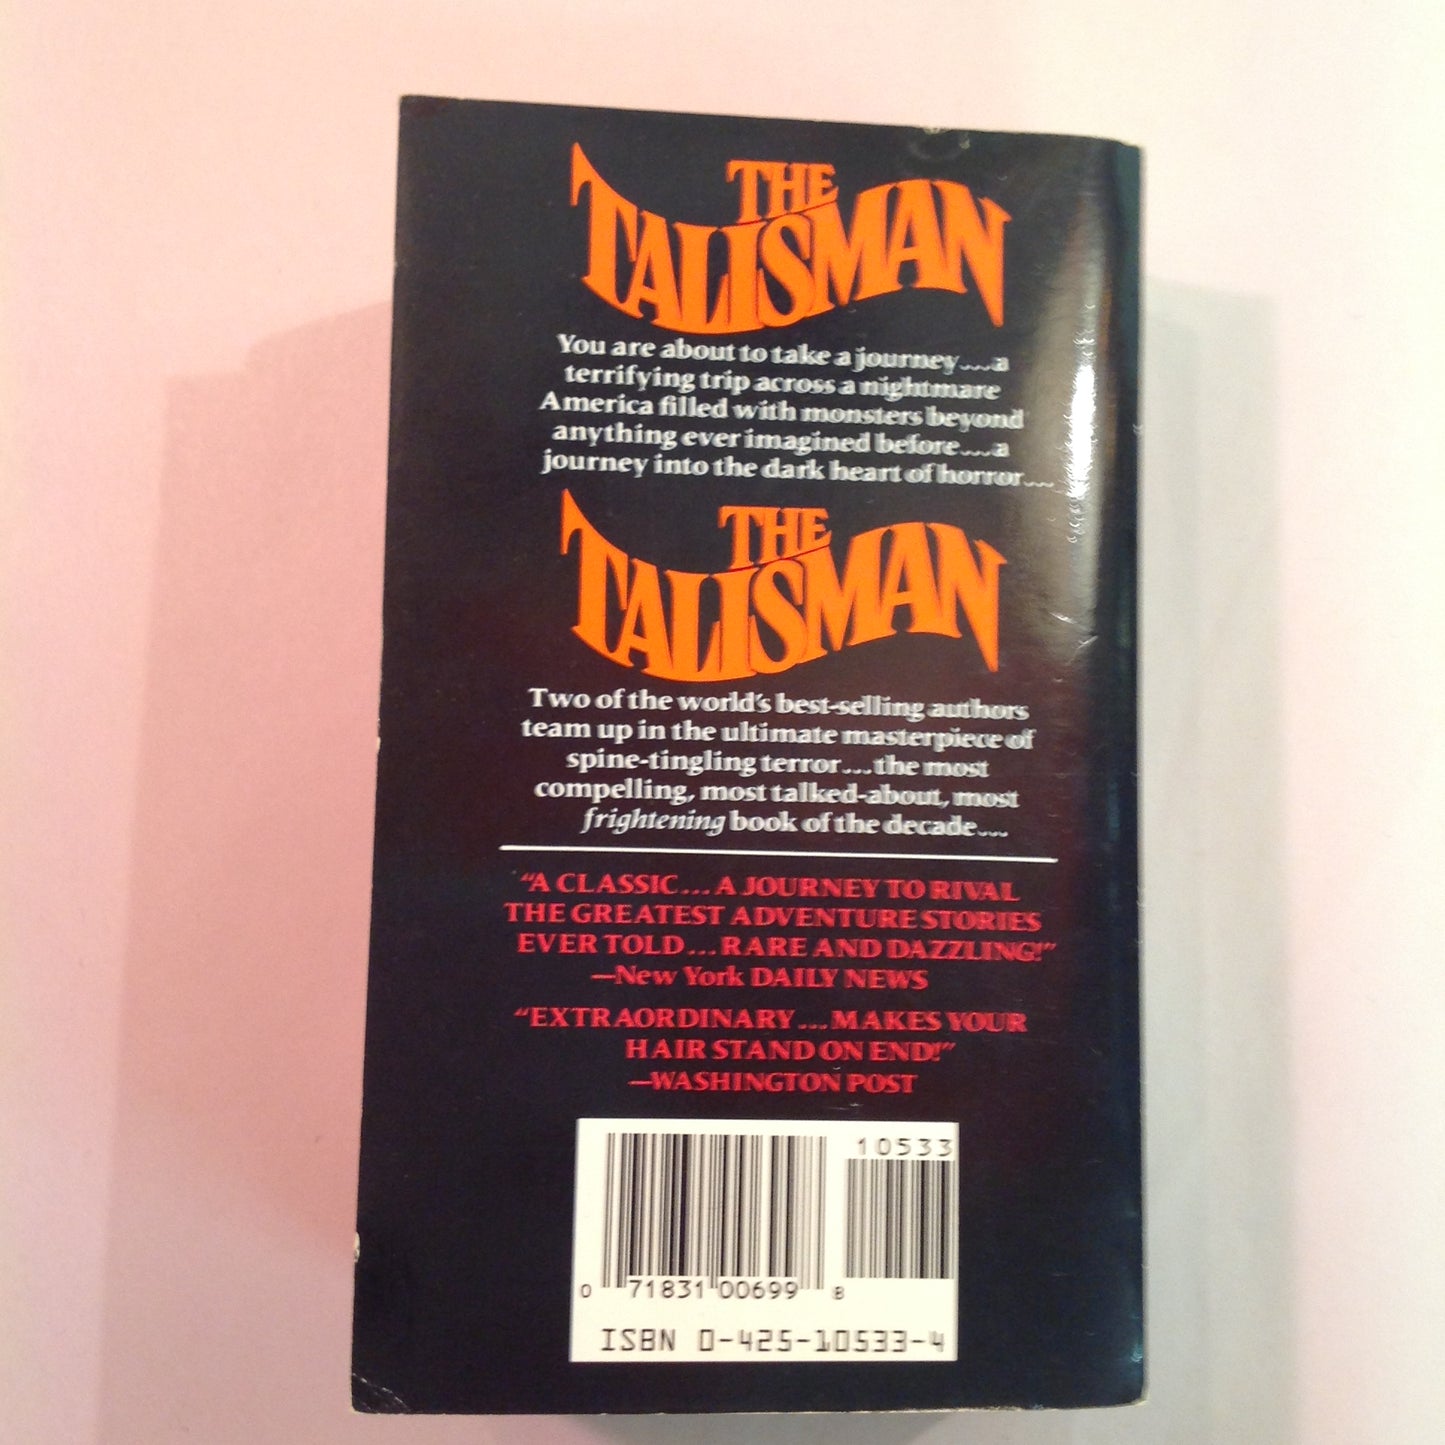 THE
TALISMAN
You are about to take a journey....a
terrifying trip across a nightmare
America filled with monsters beyond
anything ever imagined before....a
journey into the dark heart of horror....
THE
TALISMAN
Two of the world's best-selling authors
team up in the ultimate masterpiece of
spine-tingling terror...the most
compelling, most talked-about, most
frightening book of the decade...
“A CLASSIC...A JOURNEY TO RIVAL
THE GREATEST ADVENTURE STORIES
EVER TOLD...RARE AND DAZZLING!”
—New York DAILY NEWS
“EXTRAORDINARY...MAKES YOUR
HAIR STAND ON END!”
—WASHINGTON POST
10533
0 71831 00699 8
ISBN 0-425-10533-4